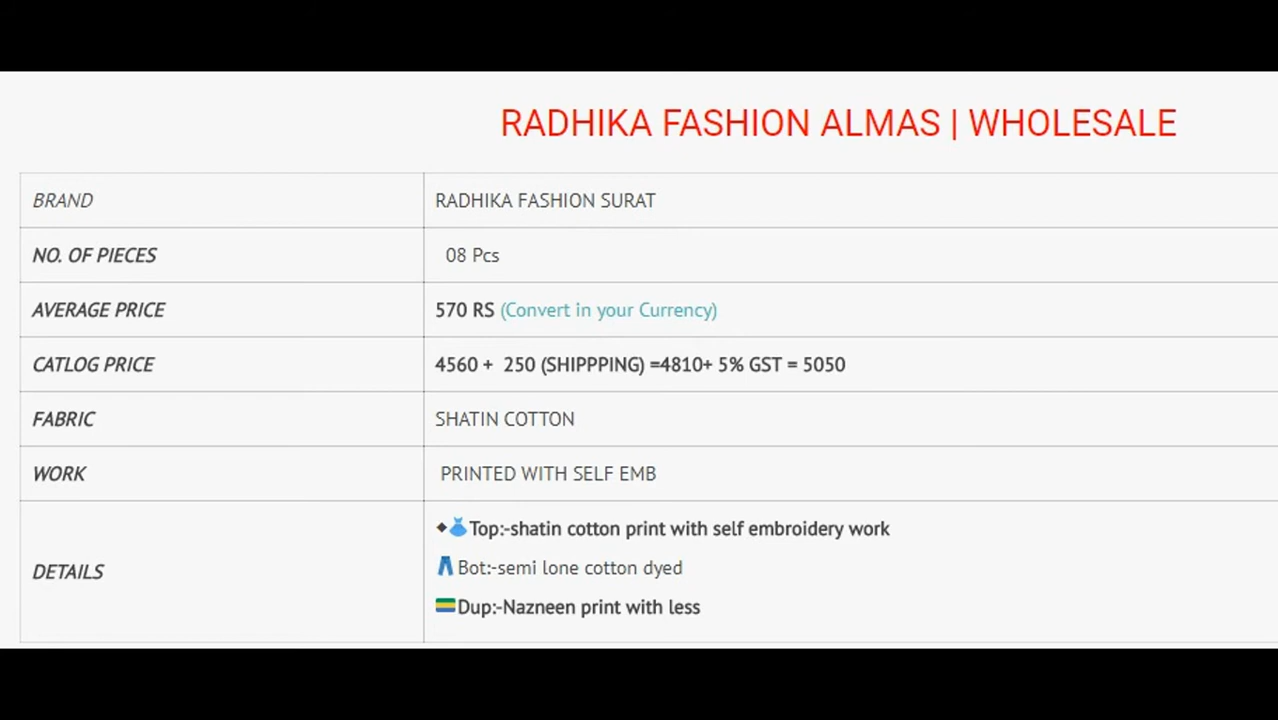 RADHIKA FASHION ALMAS | WHOLESALE
BRAND RADHIKA FASHION SURAT
NO. OF PIECES 08 Pcs
AVERAGE PRICE 570 RS (Convert in your Currency)
CATLOG PRICE 4560 + 250 (SHIPPPING) =4810+ 5% GST = 5050
FABRIC SHATIN COTTON
WORK PRINTED WITH SELF EMB
Top:-shatin cotton print with self embroidery work
DETAILS Bot:-semi lone cotton dyed
Dup:-Nazneen print with less